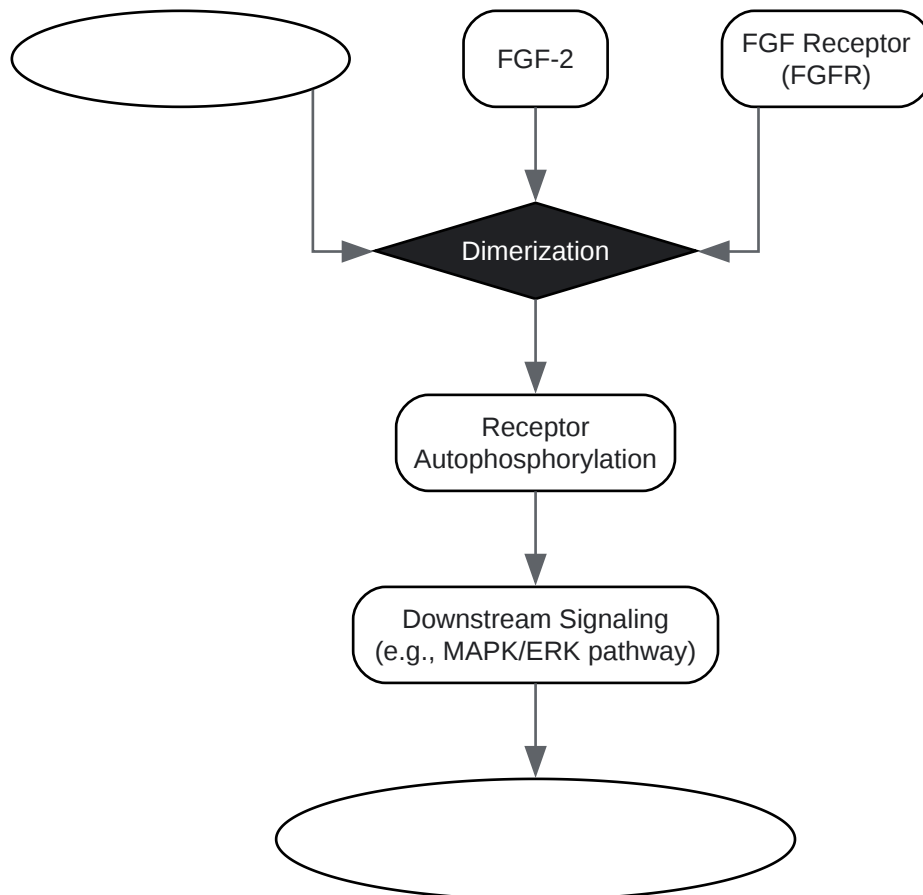 FGF-2
FGF Receptor
(FGFR)
Dimerization
Receptor
Autophosphorylation
Downstream Signaling
(e.g., MAPK/ERK pathway)